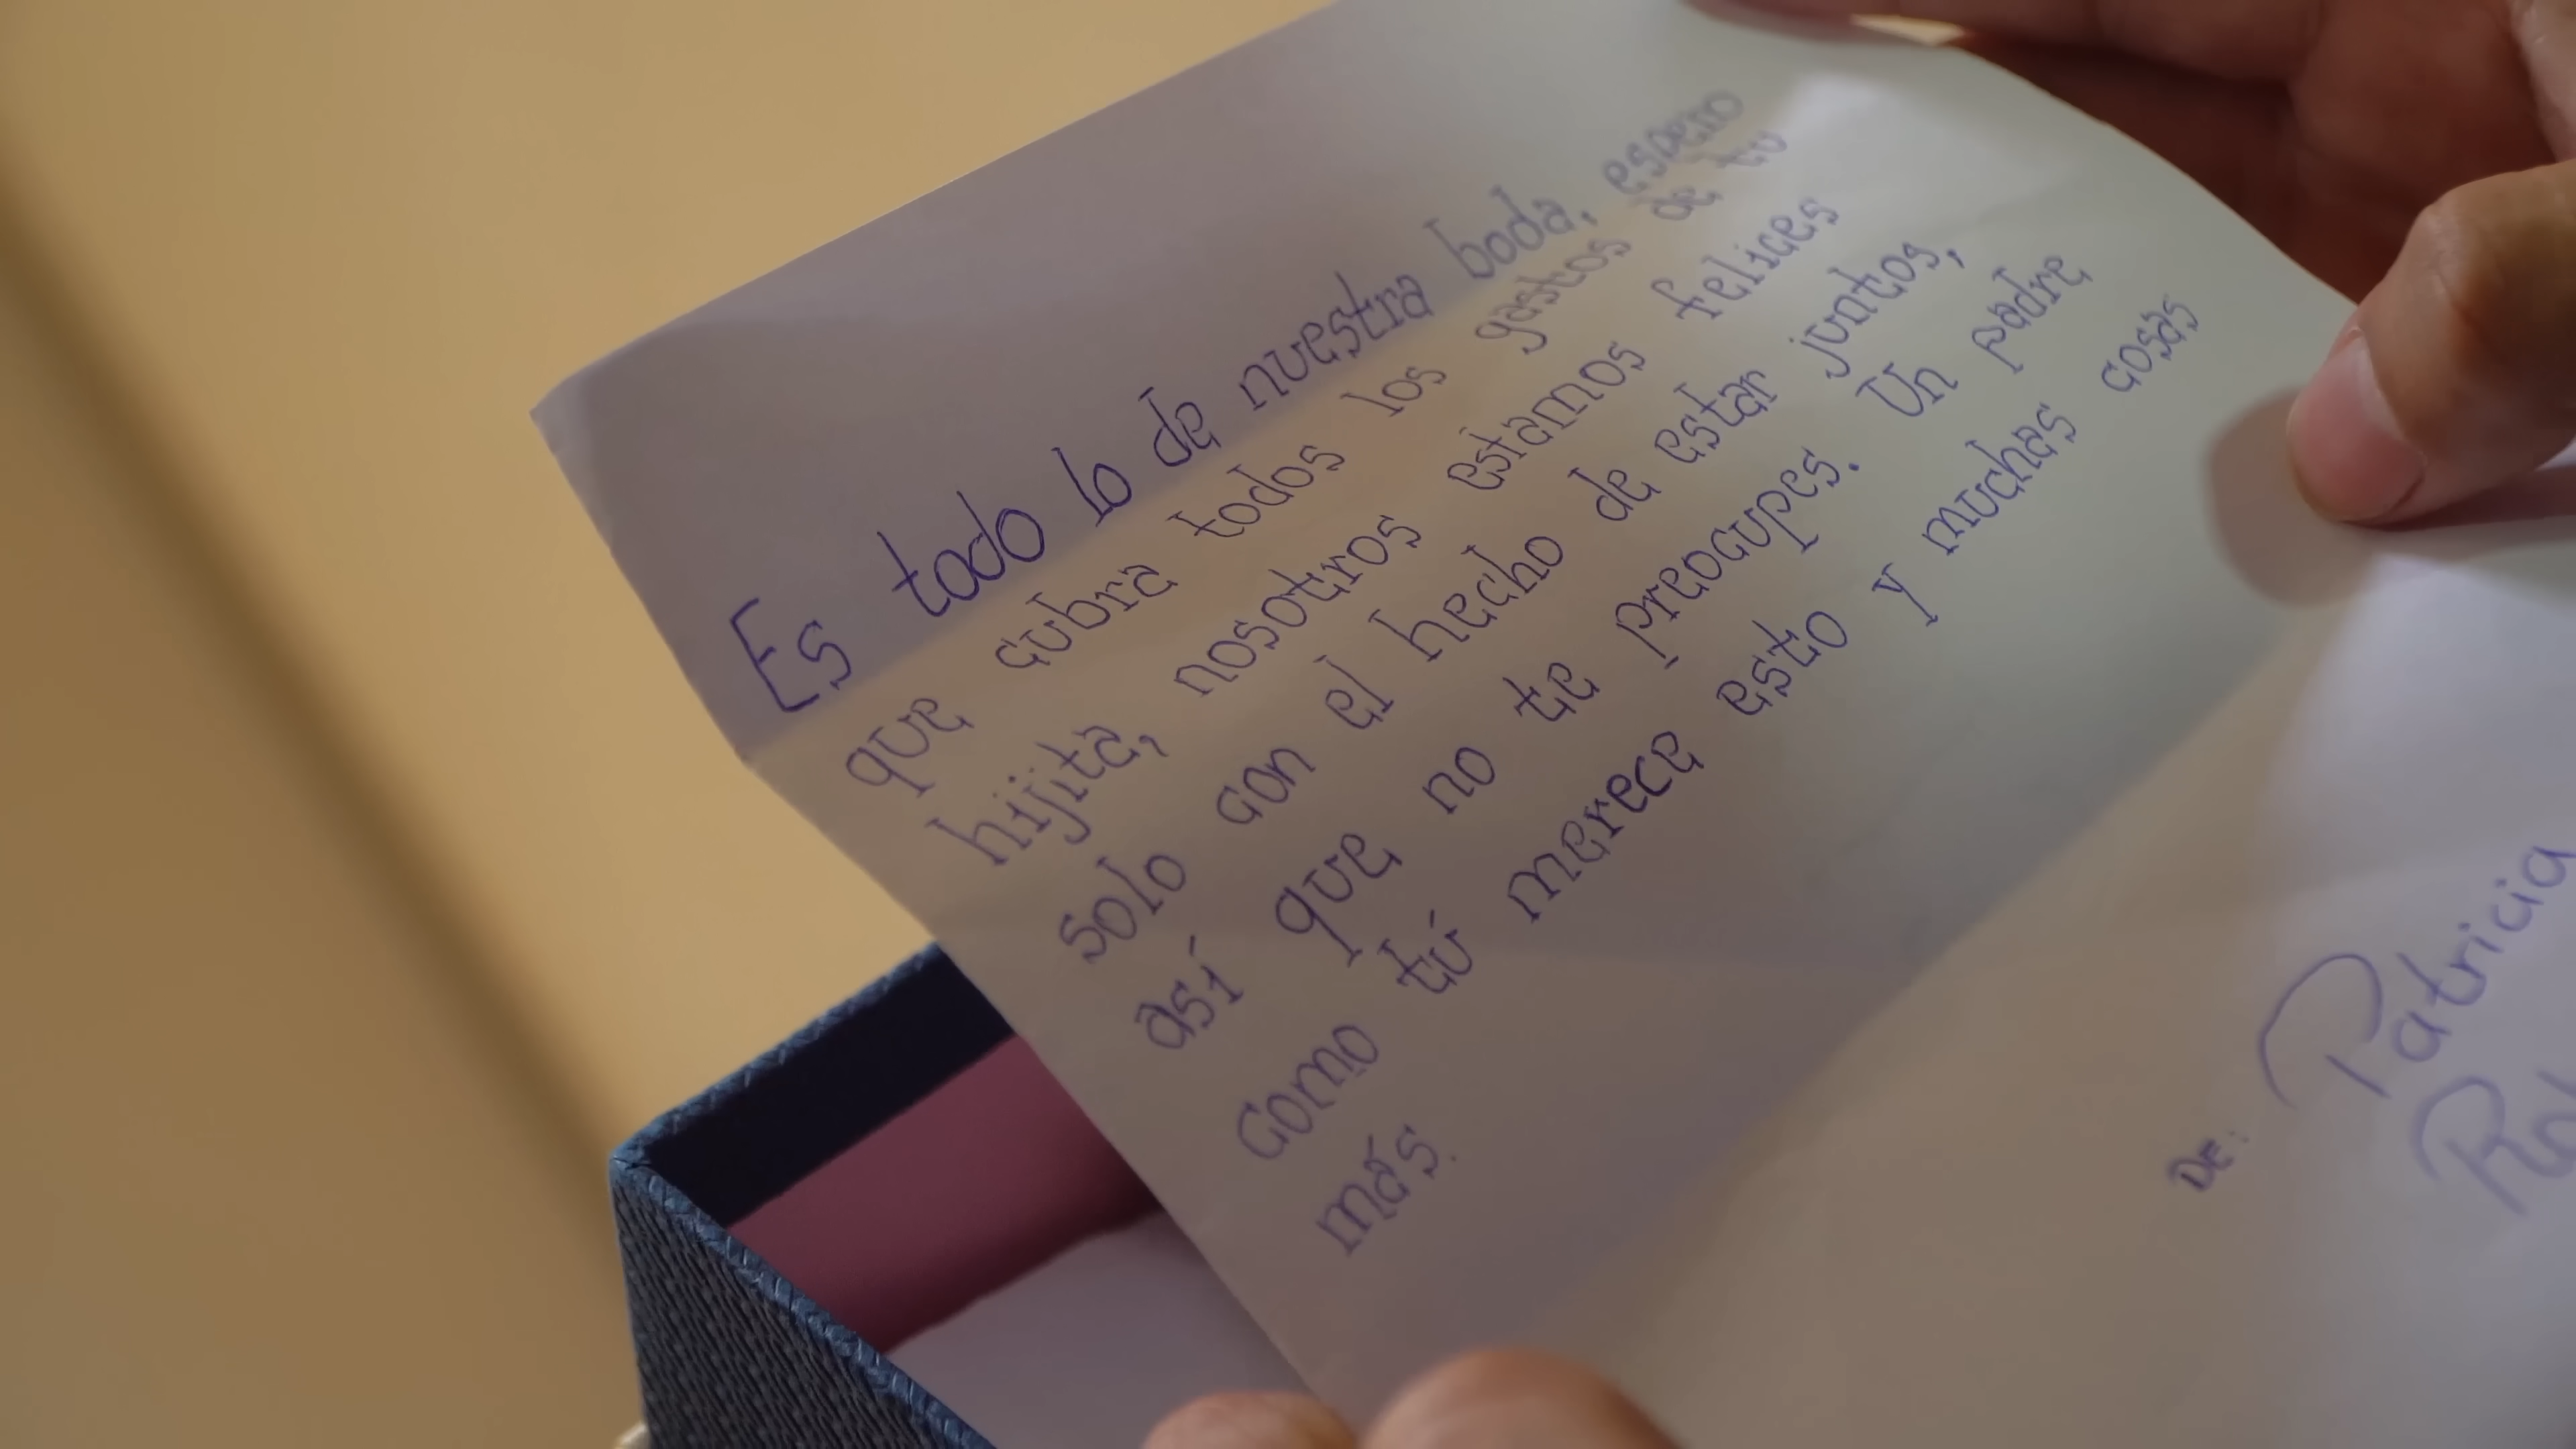 Es todo lo de nuestra boda, espero
que cubra todos los gastos de tu
hijita, nosotros estamos felices
solo con el hecho de estar juntos,
así que no te preocupes. Un padre
como tú merece esto y muchas cosas
más.
DE: Patricia